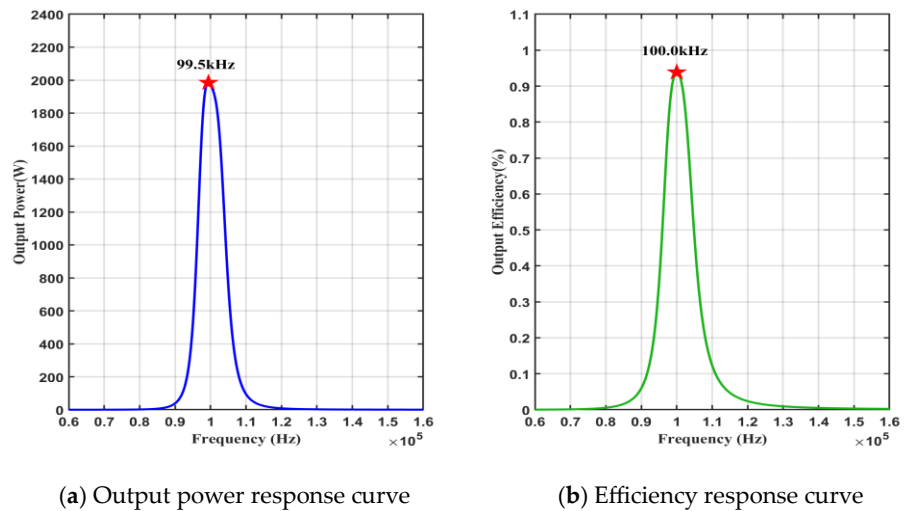 2400
2200
2000
1800
1600
1400
1200
1000
800
600
400
200
0
Output Power(W)
99.5kHz
0.6 0.7 0.8 0.9 1 1.1 1.2 1.3 1.4 1.5 1.6
Frequency (Hz)
×10⁵
1.1
1
0.9
0.8
0.7
0.6
0.5
0.4
0.3
0.2
0.1
0
Output Efficiency(%)
100.0kHz
0.6 0.7 0.8 0.9 1 1.1 1.2 1.3 1.4 1.5 1.6
Frequency (Hz)
×10⁵
(a) Output power response curve
(b) Efficiency response curve